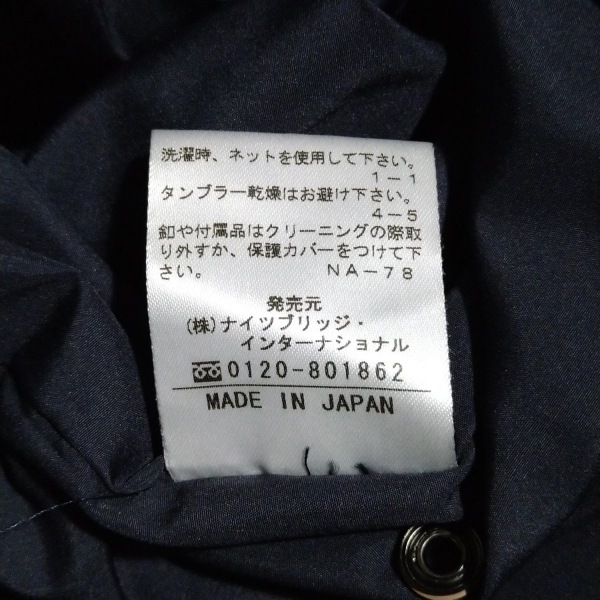 洗濯時、ネットを使用して下さい。
1-1
タンブラー乾燥はお避け下さい。
4-5
釦や付属品はクリーニングの際取
り外すか、保護カバーをつけて下
さい。 NA-78
発売元
(株)ナイツブリッジ・
インターナショナル
0120-801862
MADE IN JAPAN